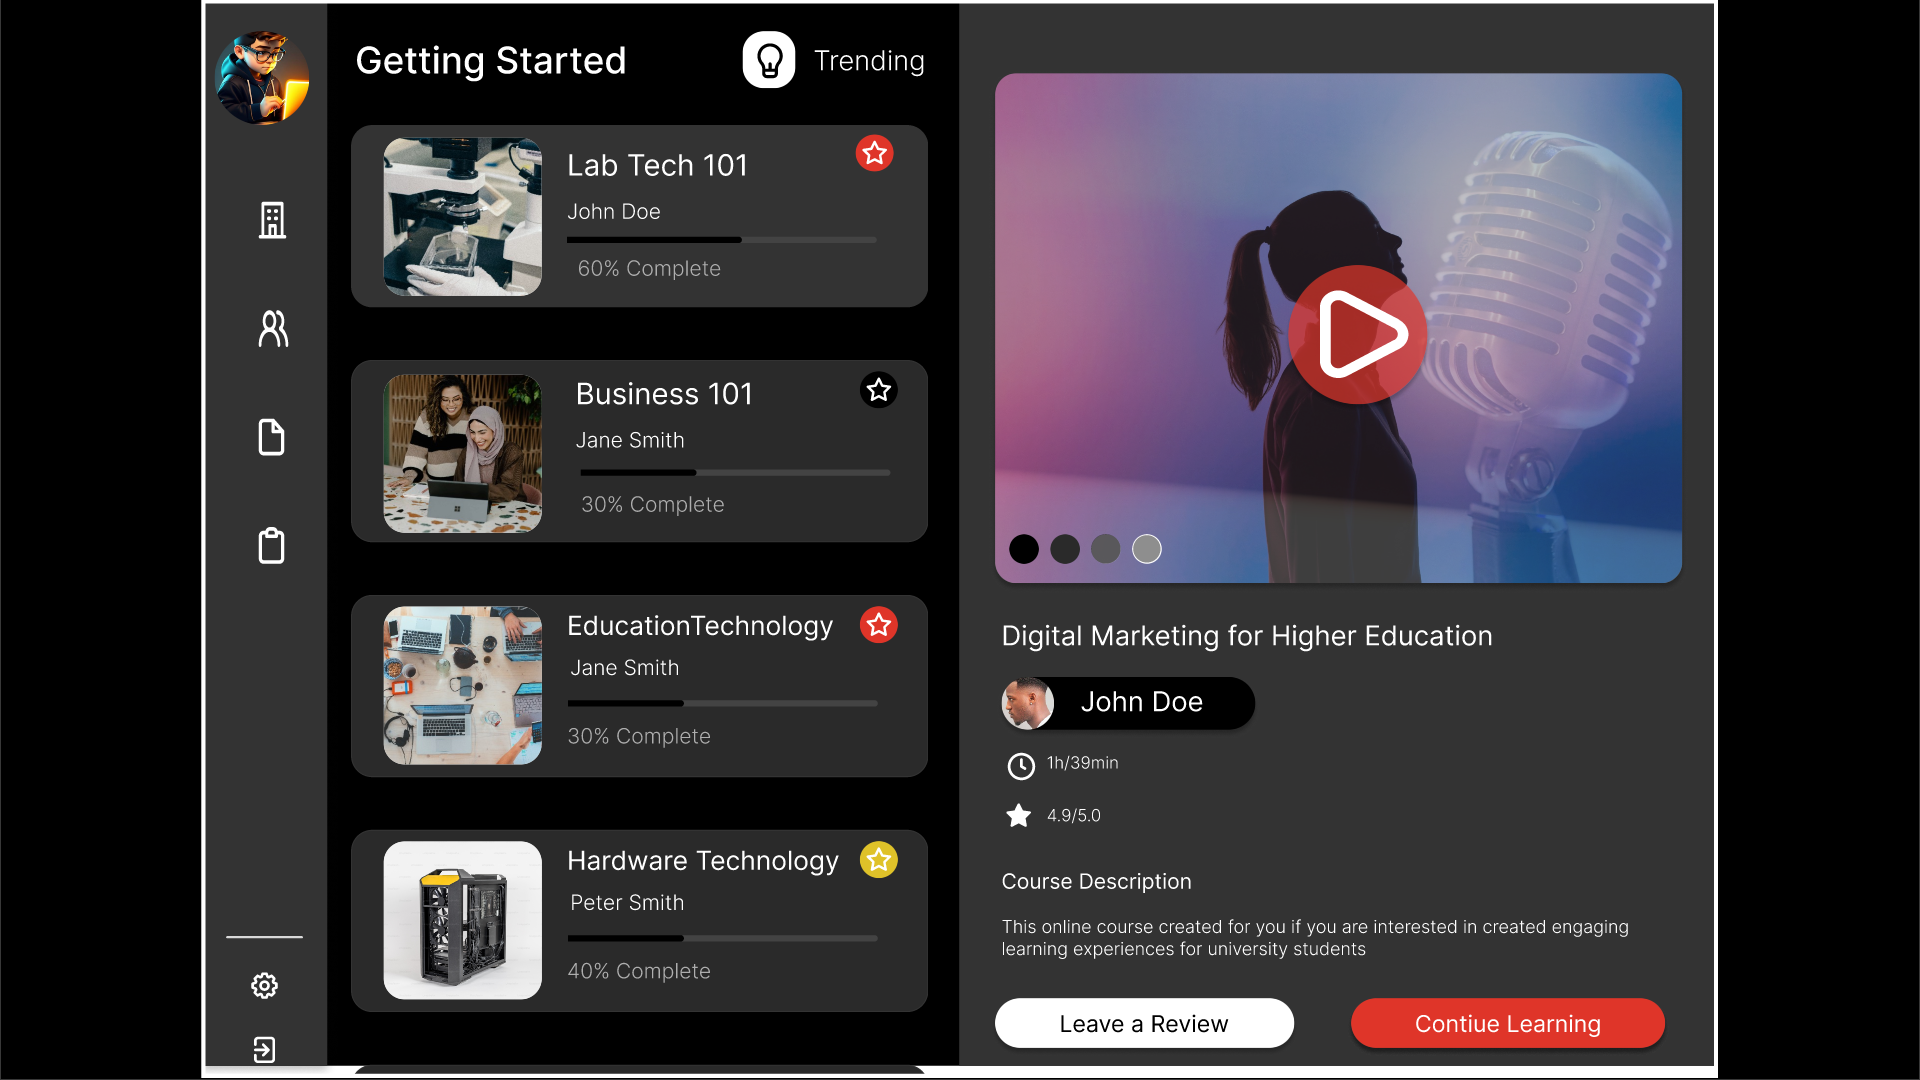 Getting Started
Trending
Lab Tech 101
John Doe
60% Complete
Business 101
Jane Smith
30% Complete
EducationTechnology
Jane Smith
30% Complete
Hardware Technology
Peter Smith
40% Complete
Digital Marketing for Higher Education
John Doe
1h/39min
4.9/5.0
Course Description
This online course created for you if you are interested in created engaging
learning experiences for university students
Leave a Review
Contiue Learning